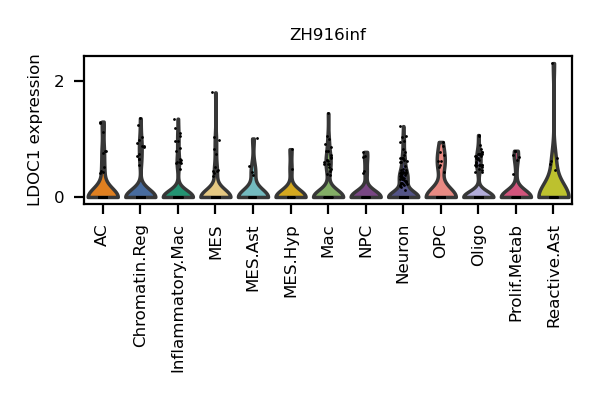 ZH916inf
LDOC1 expression
2
0
AC
Chromatin.Reg
Inflammatory.Mac
MES
MES.Ast
MES.Hyp
Mac
NPC
Neuron
OPC
Oligo
Prolif.Metab
Reactive.Ast